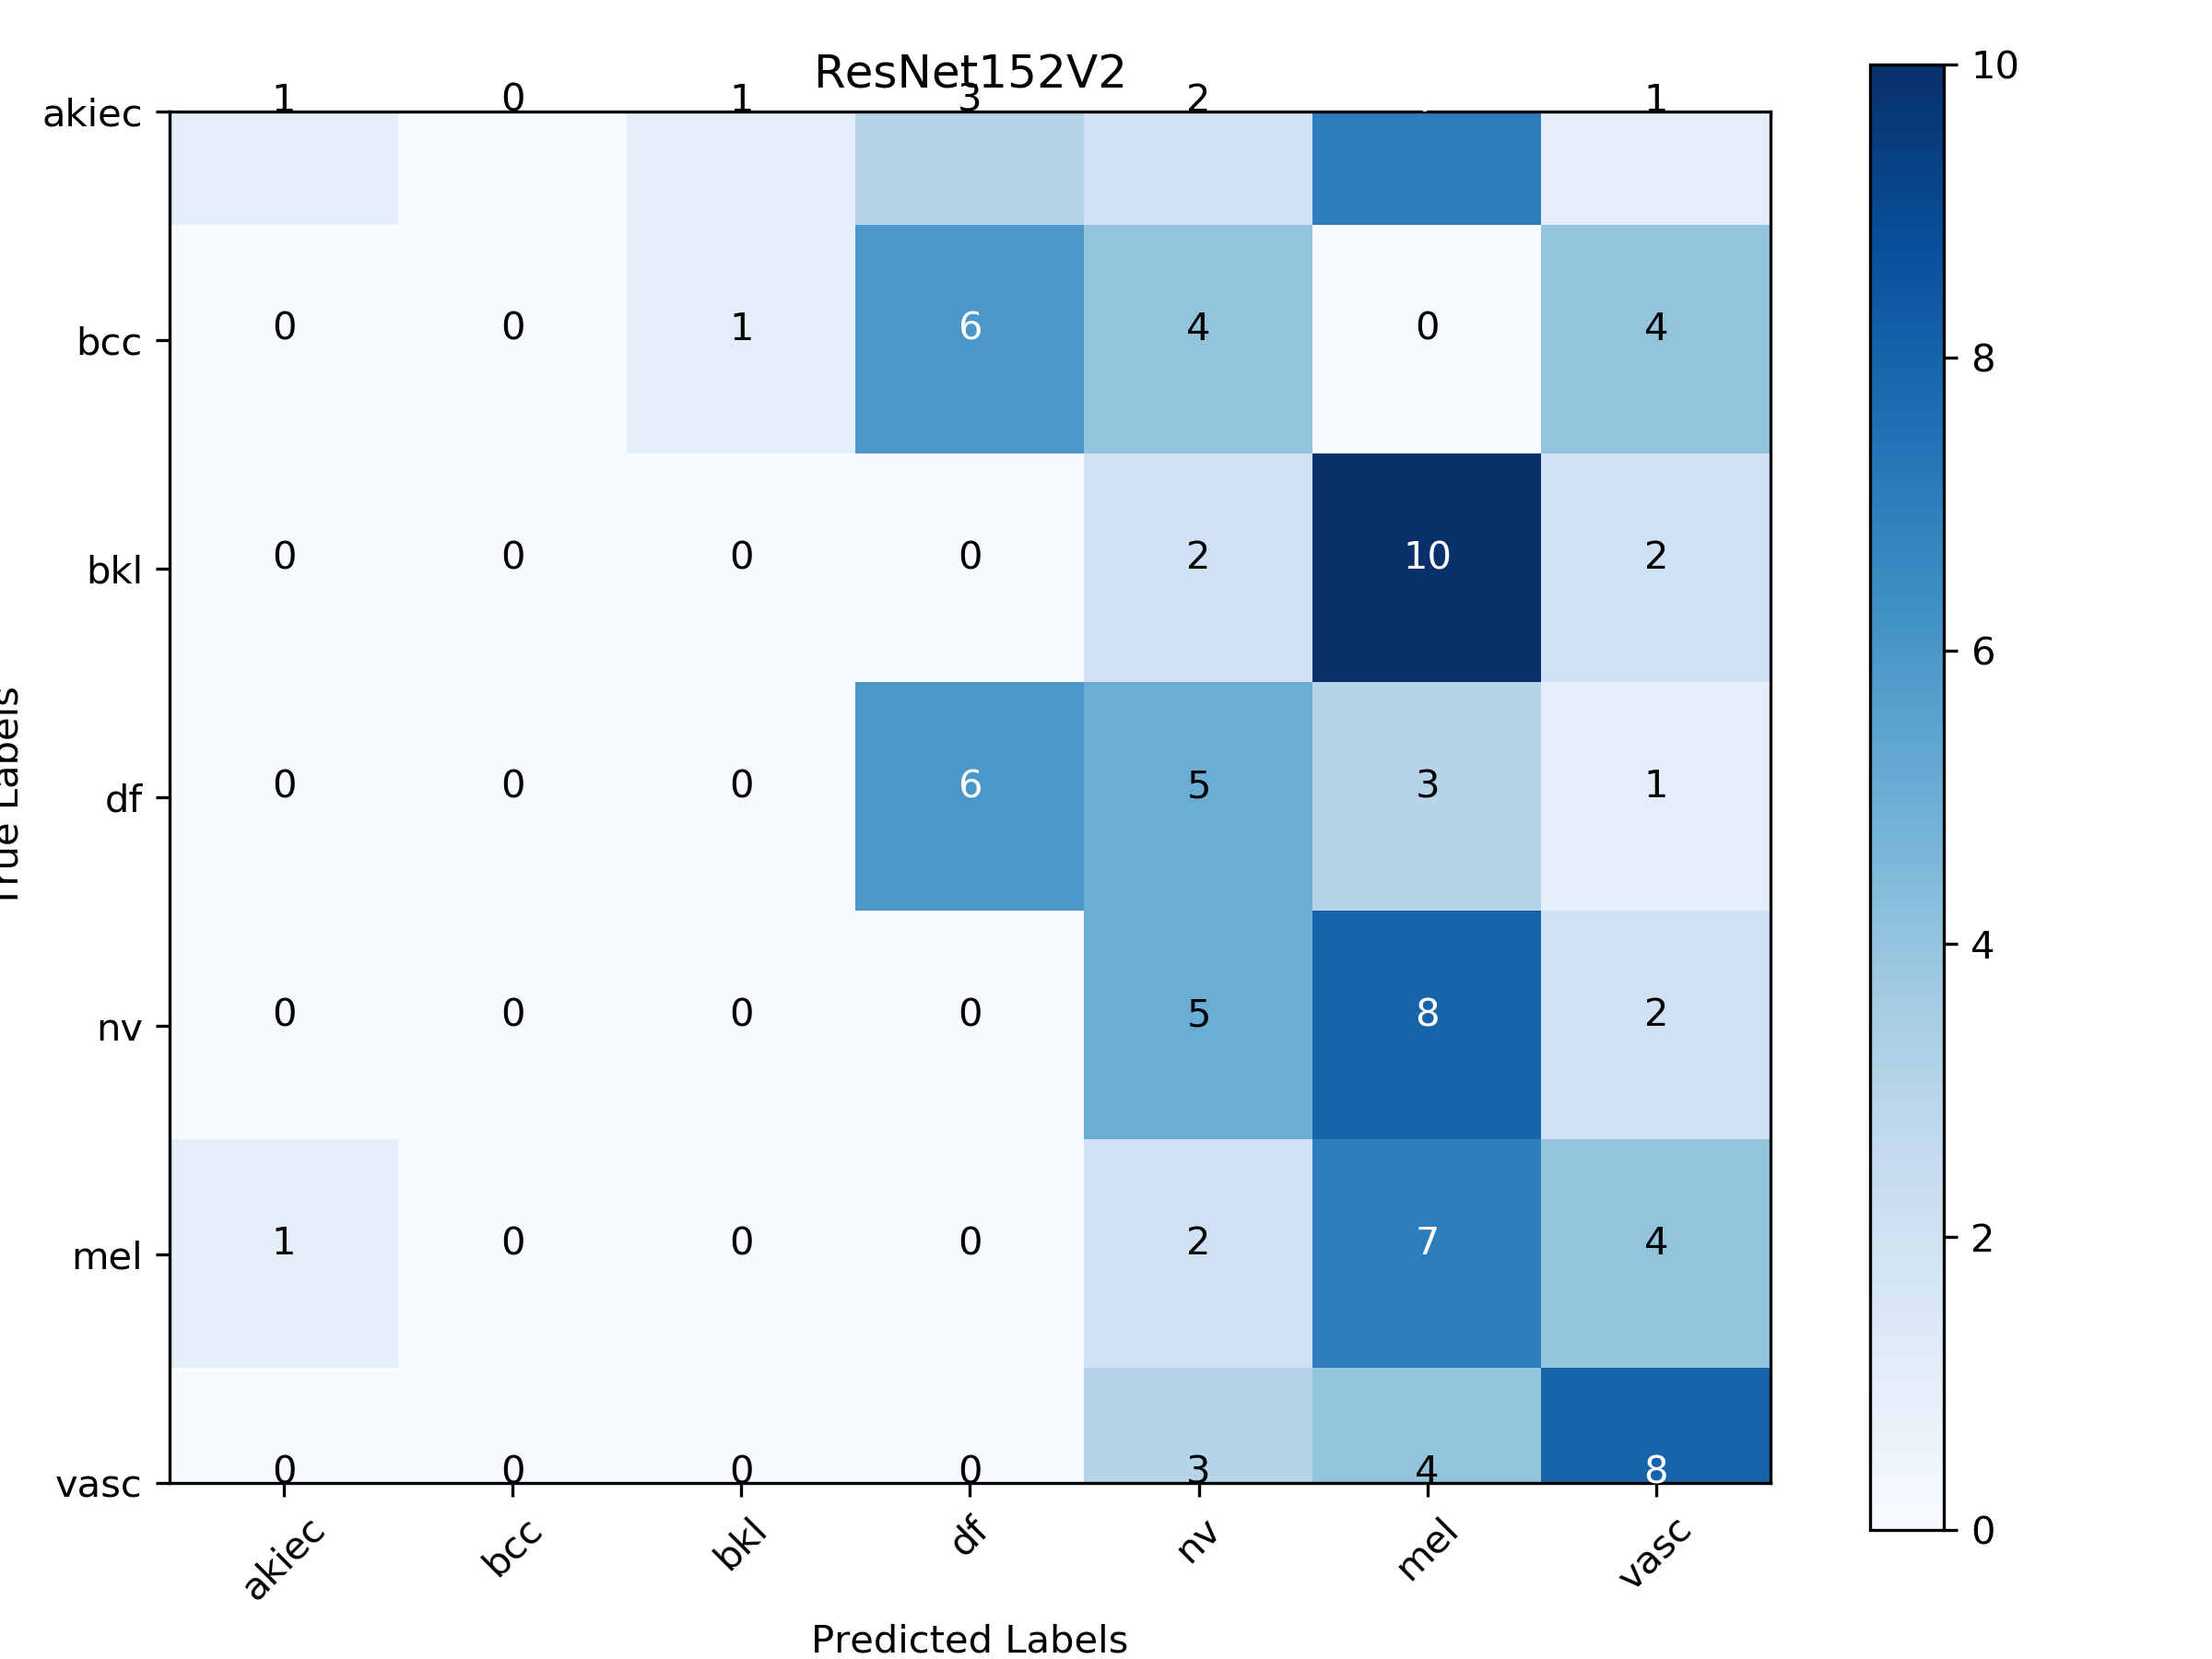 ResNet152V2
akiec 1 0 1 3 2 1
bcc 0 0 1 6 4 0 4
bkl 0 0 0 0 2 10 2
df 0 0 0 6 5 3 1
nv 0 0 0 0 5 8 2
mel 1 0 0 0 2 7 4
vasc 0 0 0 0 3 4 8
akiec bcc bkl df nv mel vasc
Predicted Labels
True Labels
10
8
6
4
2
0